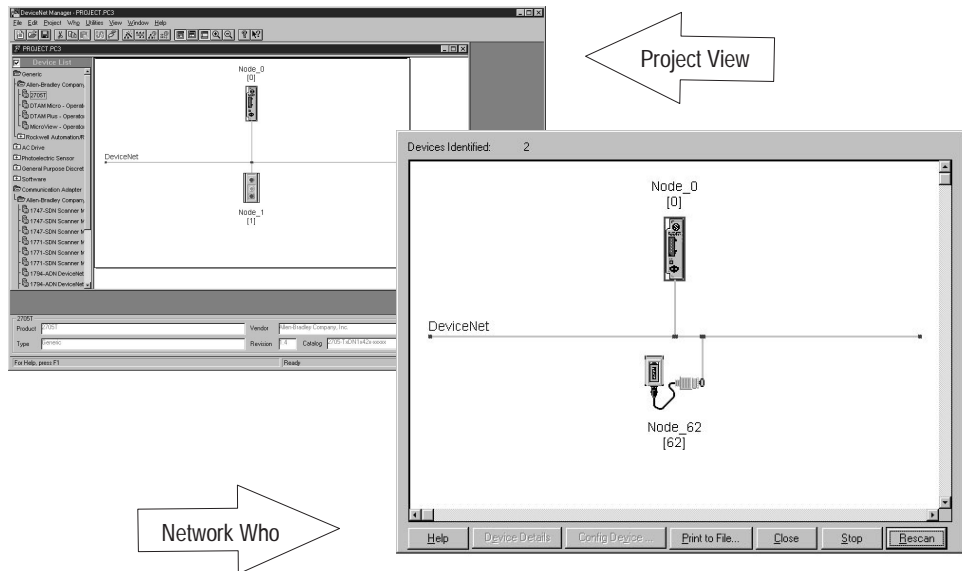 DeviceNet Manager - PROJECT.PC3
File Edit Project Who Utilities View Window Help
PROJECT.PC3
Device List
Generic
Allen-Bradley Company,
2705T
DTAM Micro - Operati
DTAM Plus - Operato
MicroView - Operato
Rockwell Automation/R
AC Drive
Photoelectric Sensor
General Purpose Discret
Software
Communication Adapter
Allen-Bradley Company,
1747-SDN Scanner M
1747-SDN Scanner M
1747-SDN Scanner M
1771-SDN Scanner M
1771-SDN Scanner M
1771-SDN Scanner M
1794-ADN DeviceNet
1794-ADN DeviceNet
Node_0
[0]
DeviceNet
Node_1
[1]
2705T
Product 2705T
Vendor Allen-Bradley Company, Inc.
Type Generic
Revision 1.4 Catalog
For Help, press F1
Ready
Project View
Devices Identified: 2
Node_0
[0]
DeviceNet
Node_62
[62]
Help Device Details Config Device ... Print to File... Close Stop Rescan
Network Who